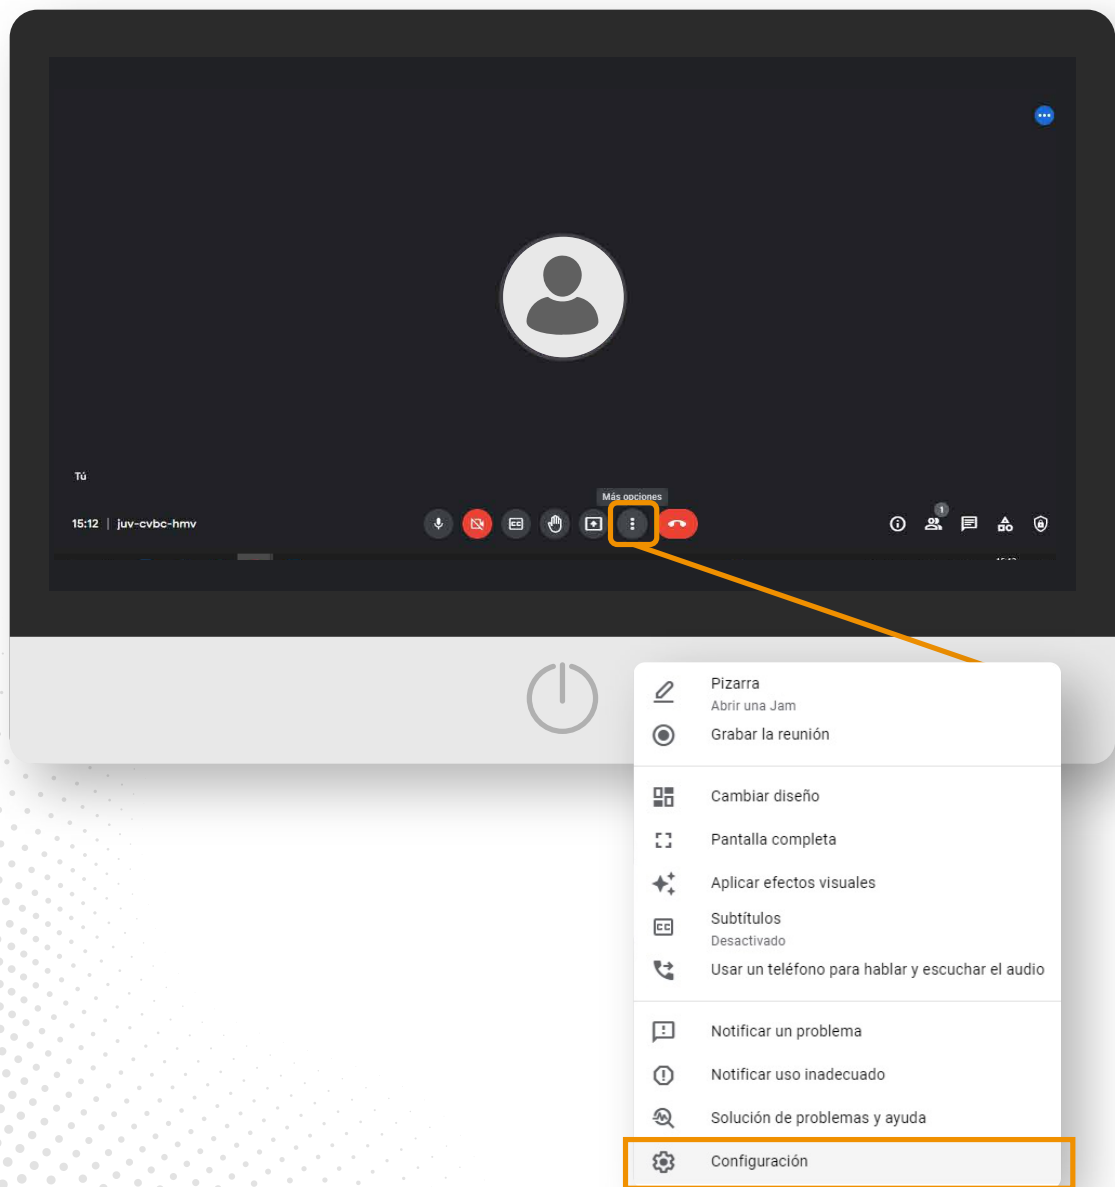 Tú
Más opciones
15:12 | juv-cvbc-hmv
1
Pizarra
Abrir una Jam
Grabar la reunión
Cambiar diseño
Pantalla completa
Aplicar efectos visuales
Subtítulos
Desactivado
Usar un teléfono para hablar y escuchar el audio
Notificar un problema
Notificar uso inadecuado
Solución de problemas y ayuda
Configuración